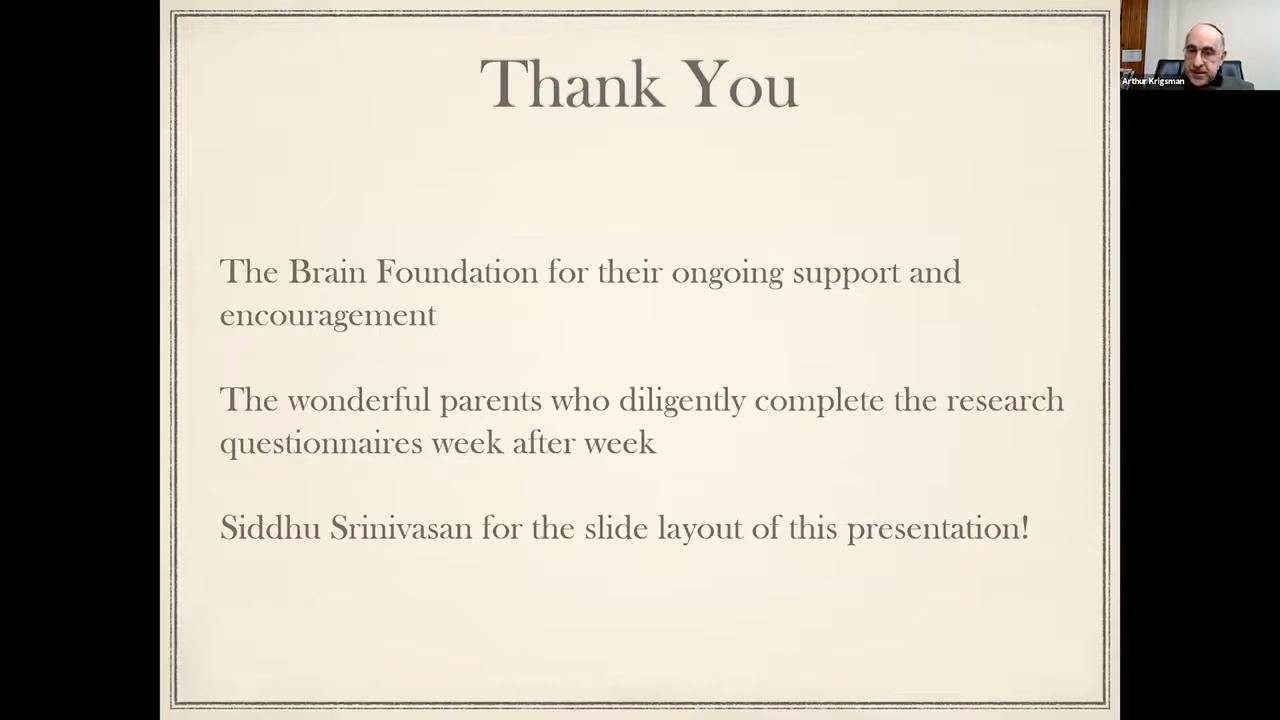 Thank You
Arthur Krigsman
The Brain Foundation for their ongoing support and
encouragement
The wonderful parents who diligently complete the research
questionnaires week after week
Siddhu Srinivasan for the slide layout of this presentation!